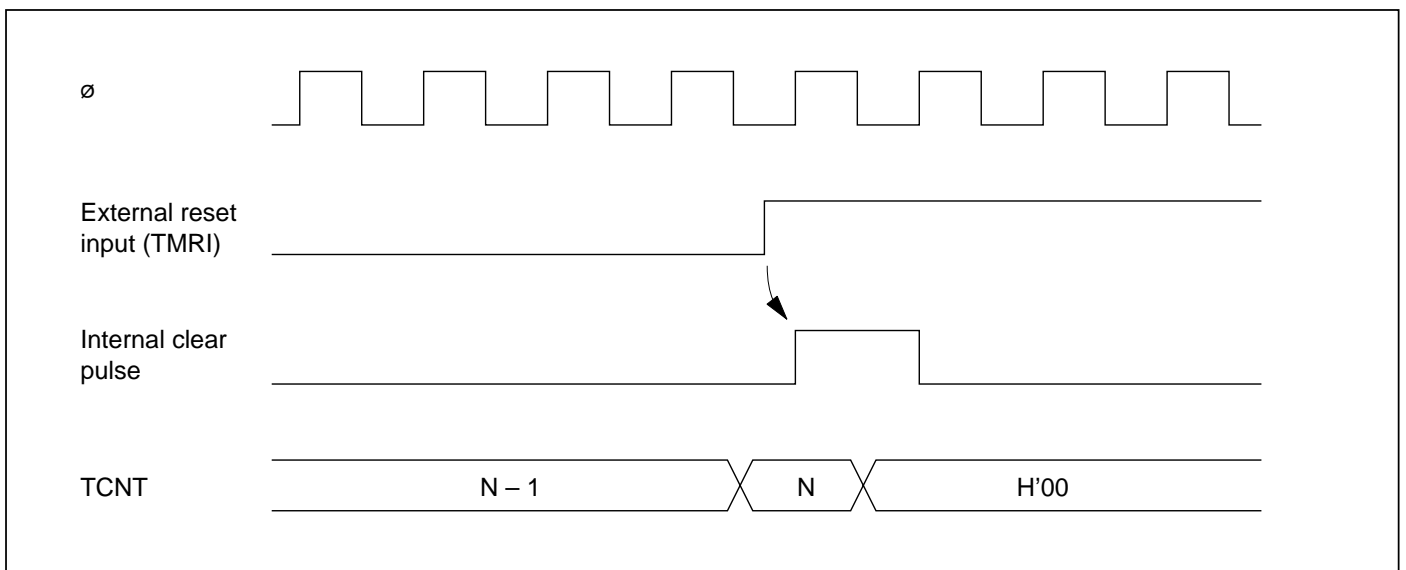 ø
External reset
input (TMRI)
Internal clear
pulse
TCNT
N – 1
N
H’00